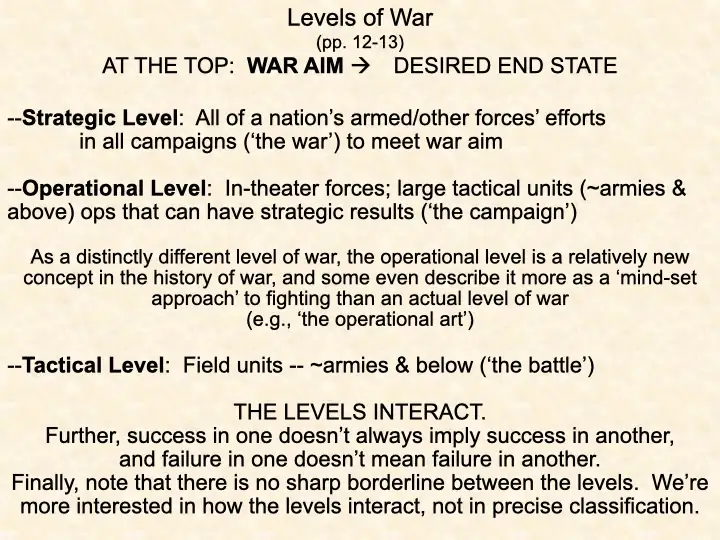 Levels of War
(pp. 12-13)
AT THE TOP:  WAR AIM →   DESIRED END STATE
--Strategic Level:  All of a nation’s armed/other forces’ efforts
in all campaigns (‘the war’) to meet war aim
--Operational Level:  In-theater forces; large tactical units (~armies &
above) ops that can have strategic results (‘the campaign’)
As a distinctly different level of war, the operational level is a relatively new
concept in the history of war, and some even describe it more as a ‘mind-set
approach’ to fighting than an actual level of war
(e.g., ‘the operational art’)
--Tactical Level:  Field units -- ~armies & below (‘the battle’)
THE LEVELS INTERACT.
Further, success in one doesn’t always imply success in another,
and failure in one doesn’t mean failure in another.
Finally, note that there is no sharp borderline between the levels.  We’re
more interested in how the levels interact, not in precise classification.